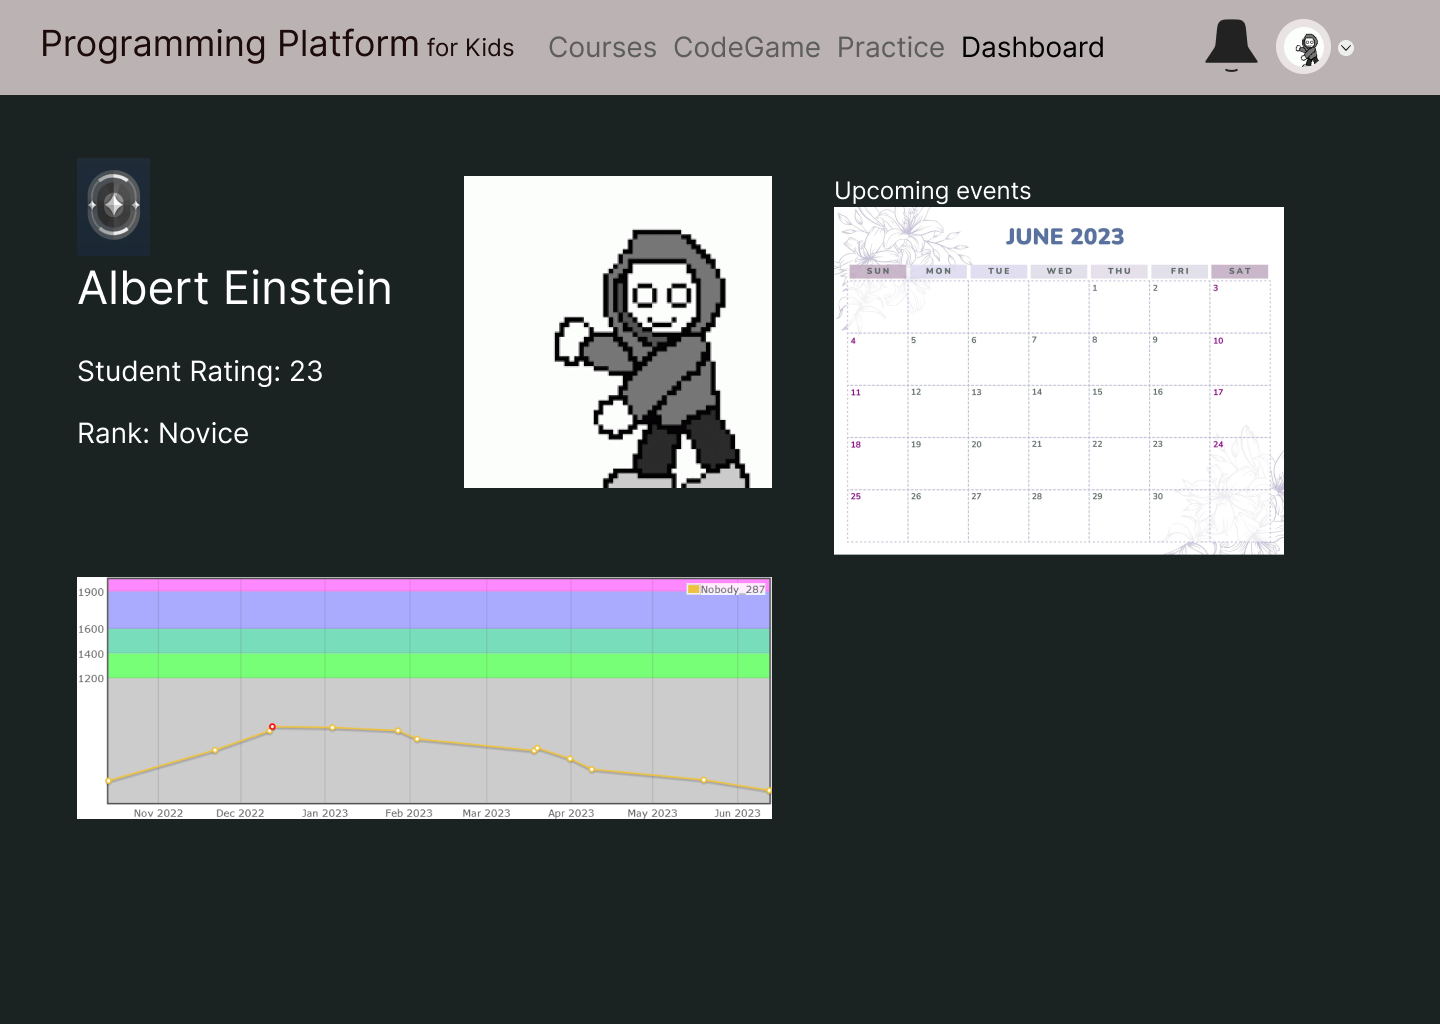 Programming Platform for Kids Courses CodeGame Practice Dashboard
Albert Einstein
Student Rating: 23
Rank: Novice
Upcoming events
JUNE 2023
SUN MON TUE WED THU FRI SAT
1 2 3
4 5 6 7 8 9 10
11 12 13 14 15 16 17
18 19 20 21 22 23 24
25 26 27 28 29 30
Nobody_287
1900
1600
1400
1200
Nov 2022 Dec 2022 Jan 2023 Feb 2023 Mar 2023 Apr 2023 May 2023 Jun 2023